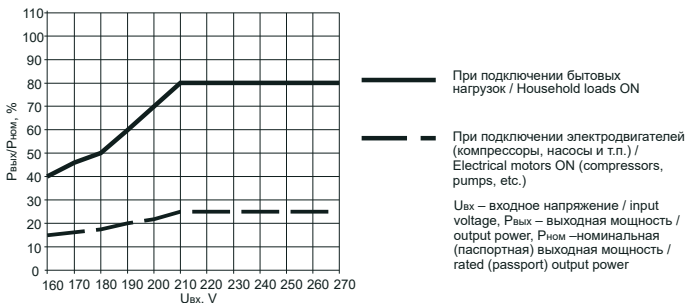 110
100
90
80
70
60
50
40
30
20
10
0
Pвых/Pном, %
160 170 180 190 200 210 220 230 240 250 260 270
Uвх, V
При подключении бытовых
нагрузок / Household loads ON
При подключении электродвигателей
(компрессоры, насосы и т.п.) /
Electrical motors ON (compressors,
pumps, etc.)
Uвх – входное напряжение / input
voltage, Pвых – выходная мощность /
output power, Pном –номинальная
(паспортная) выходная мощность /
rated (passport) output power